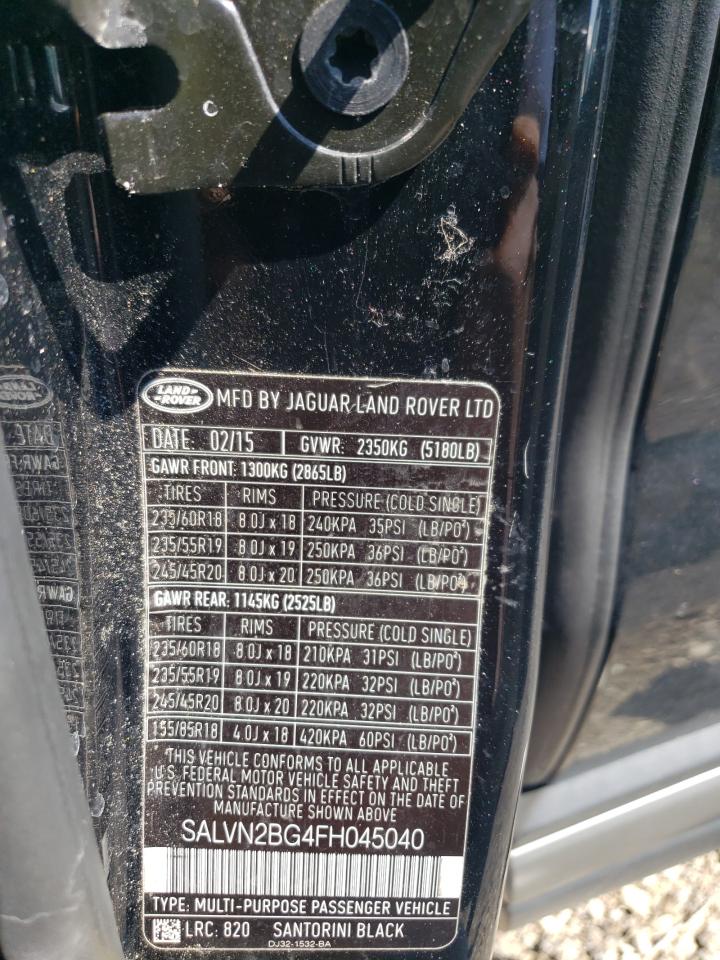 LAND ROVER MFD BY JAGUAR LAND ROVER LTD
DATE: 02/15 GVWR: 2350KG (5180LB)
GAWR FRONT: 1300KG (2865LB)
TIRES RIMS PRESSURE (COLD SINGLE)
235/60R18 8.0J x 18 240KPA 35PSI (LB/PO²)
235/55R19 8.0J x 19 250KPA 36PSI (LB/PO²)
245/45R20 8.0J x 20 250KPA 36PSI (LB/PO²)
GAWR REAR: 1145KG (2525LB)
TIRES RIMS PRESSURE (COLD SINGLE)
235/60R18 8.0J x 18 210KPA 31PSI (LB/PO²)
235/55R19 8.0J x 19 220KPA 32PSI (LB/PO²)
245/45R20 8.0J x 20 220KPA 32PSI (LB/PO²)
155/85R18 4.0J x 18 420KPA 60PSI (LB/PO²)
THIS VEHICLE CONFORMS TO ALL APPLICABLE
U.S. FEDERAL MOTOR VEHICLE SAFETY AND THEFT
PREVENTION STANDARDS IN EFFECT ON THE DATE OF
MANUFACTURE SHOWN ABOVE
SALVN2BG4FH045040
TYPE: MULTI-PURPOSE PASSENGER VEHICLE
LRC: 820 SANTORINI BLACK
DJ32-1532-BA